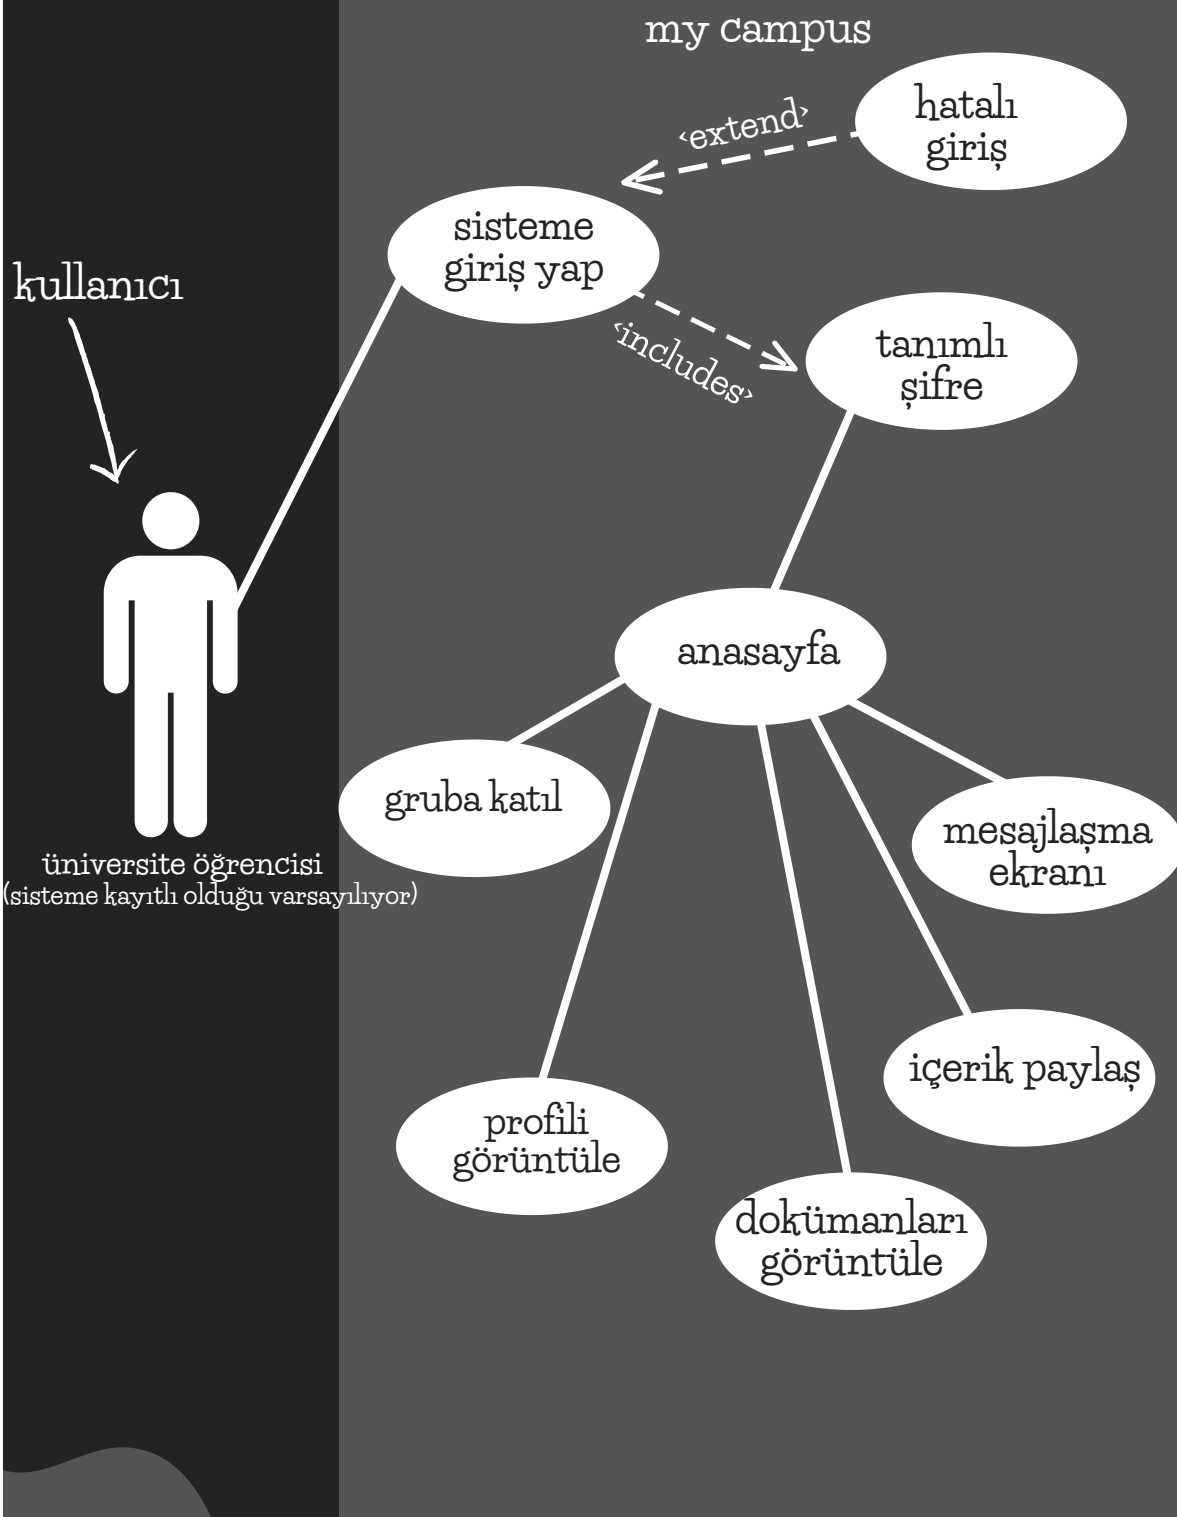 my campus
hatalı
giriş
‹extend›
sisteme
giriş yap
kullanıcı
‹includes›
tanımlı
şifre
anasayfa
gruba katıl
mesajlaşma
ekranı
üniversite öğrencisi
(sisteme kayıtlı olduğu varsayılıyor)
içerik paylaş
profili
görüntüle
dokümanları
görüntüle